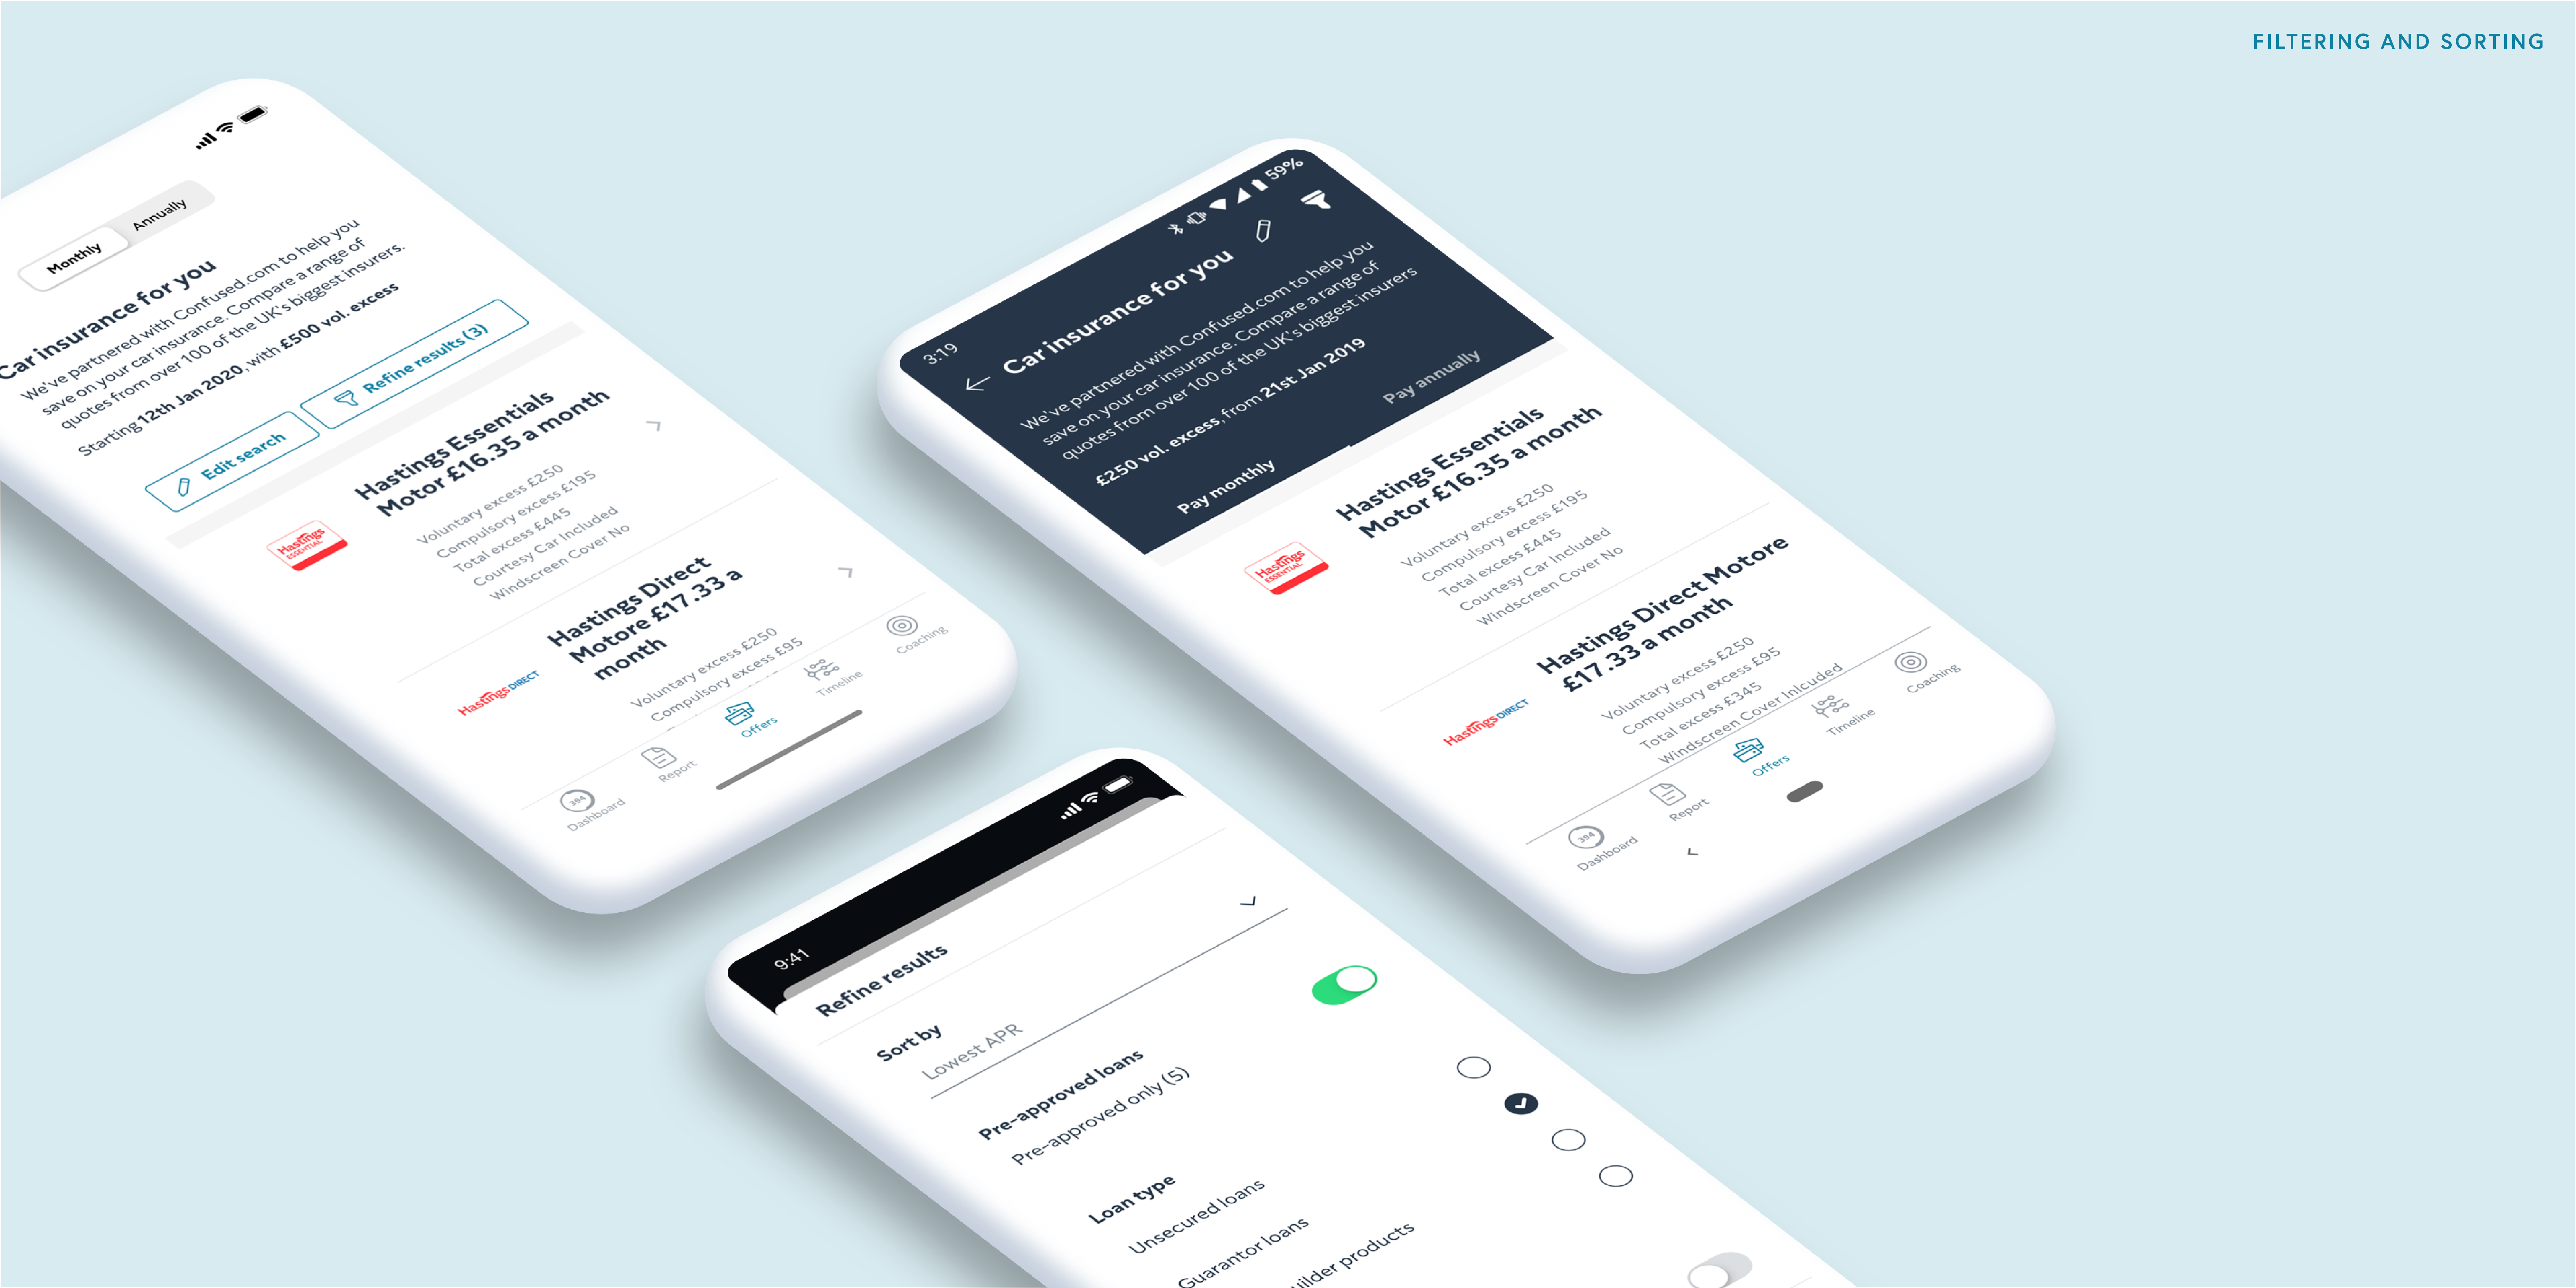 FILTERING AND SORTING
Monthly
Annually
Car insurance for you
We've partnered with Confused.com to help you
save on your car insurance. Compare a range of
quotes from over 100 of the UK's biggest insurers.
Starting 12th Jan 2020, with £500 vol. excess
Edit search
Refine results (3)
Hastings
ESSENTIAL
Hastings Essentials
Motor £16.35 a month
Voluntary excess £250
Compulsory excess £195
Total excess £445
Courtesy Car Included
Windscreen Cover No
Hastings DIRECT
Hastings Direct
Motore £17.33 a
month
Voluntary excess £250
Compulsory excess £95
394
Dashboard
Report
Offers
Timeline
Coaching
3:19
59%
Car insurance for you
We've partnered with Confused.com to help you
save on your car insurance. Compare a range of
quotes from over 100 of the UK's biggest insurers
£250 vol. excess, from 21st Jan 2019
Pay monthly
Pay annually
Hastings
ESSENTIAL
Hastings Essentials
Motor £16.35 a month
Voluntary excess £250
Compulsory excess £195
Total excess £445
Courtesy Car Included
Windscreen Cover No
Hastings DIRECT
Hastings Direct Motore
£17.33 a month
Voluntary excess £250
Compulsory excess £95
Total excess £345
Windscreen Cover Inlcuded
394
Dashboard
Report
Offers
Timeline
Coaching
9:41
Refine results
Sort by
Lowest APR
Pre-approved loans
Pre-approved only (5)
Loan type
Unsecured loans
Guarantor loans
products